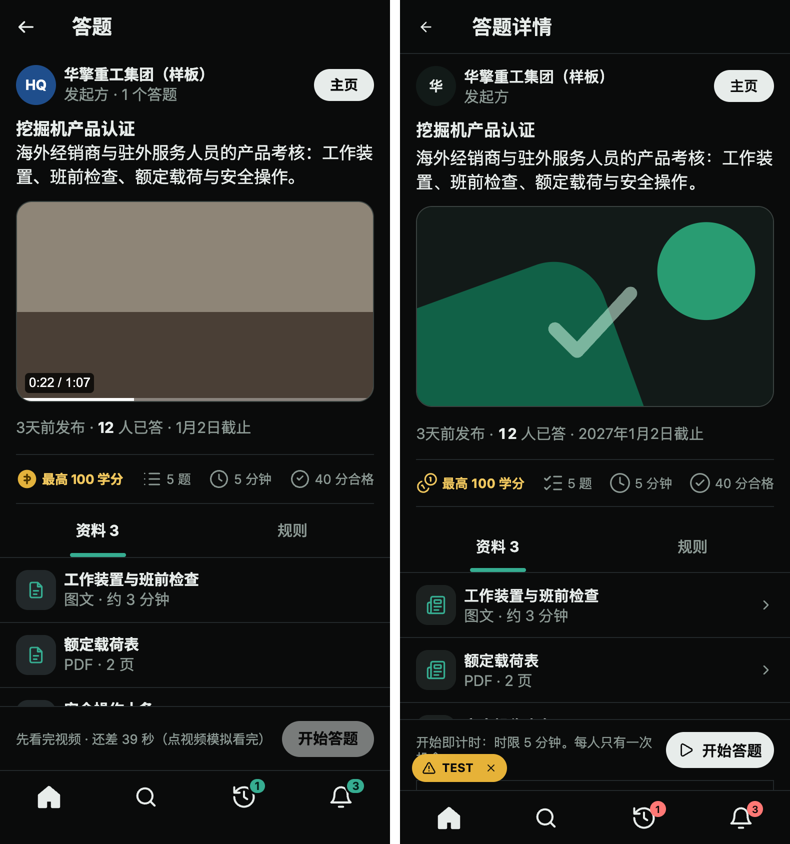 答题
HQ
华擎重工集团（样板）
发起方 · 1 个答题
主页
挖掘机产品认证
海外经销商与驻外服务人员的产品考核：工作装
置、班前检查、额定载荷与安全操作。
0:22 / 1:07
3天前发布 · 12 人已答 · 1月2日截止
最高 100 学分
5 题
5 分钟
40 分合格
资料 3
规则
工作装置与班前检查
图文 · 约 3 分钟
额定载荷表
PDF · 2 页
先看完视频 · 还差 39 秒（点视频模拟看完）
开始答题
1
3
答题详情
华
华擎重工集团（样板）
发起方
主页
挖掘机产品认证
海外经销商与驻外服务人员的产品考核：工作装
置、班前检查、额定载荷与安全操作。
3天前发布 · 12 人已答 · 2027年1月2日截止
最高 100 学分
5 题
5 分钟
40 分合格
资料 3
规则
工作装置与班前检查
图文 · 约 3 分钟
额定载荷表
PDF · 2 页
开始即计时：时限 5 分钟。每人只有一次
开始答题
TEST
1
3